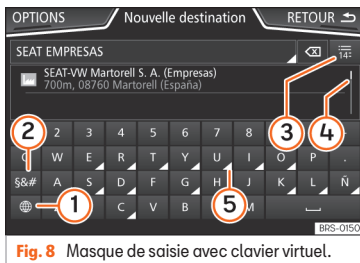 OPTIONS Nouvelle destination RETOUR
SEAT EMPRESAS 14
SEAT-VW Martorell S. A. (Empresas)
700m, 08760 Martorell (España)
2 3 4
2 3 4 5 6 7 8
W E R T Y U I O P .
§&# A S D F G H J K L Ñ
1 C V B 5 M
BRS-0150
Fig. 8 Masque de saisie avec clavier virtuel.